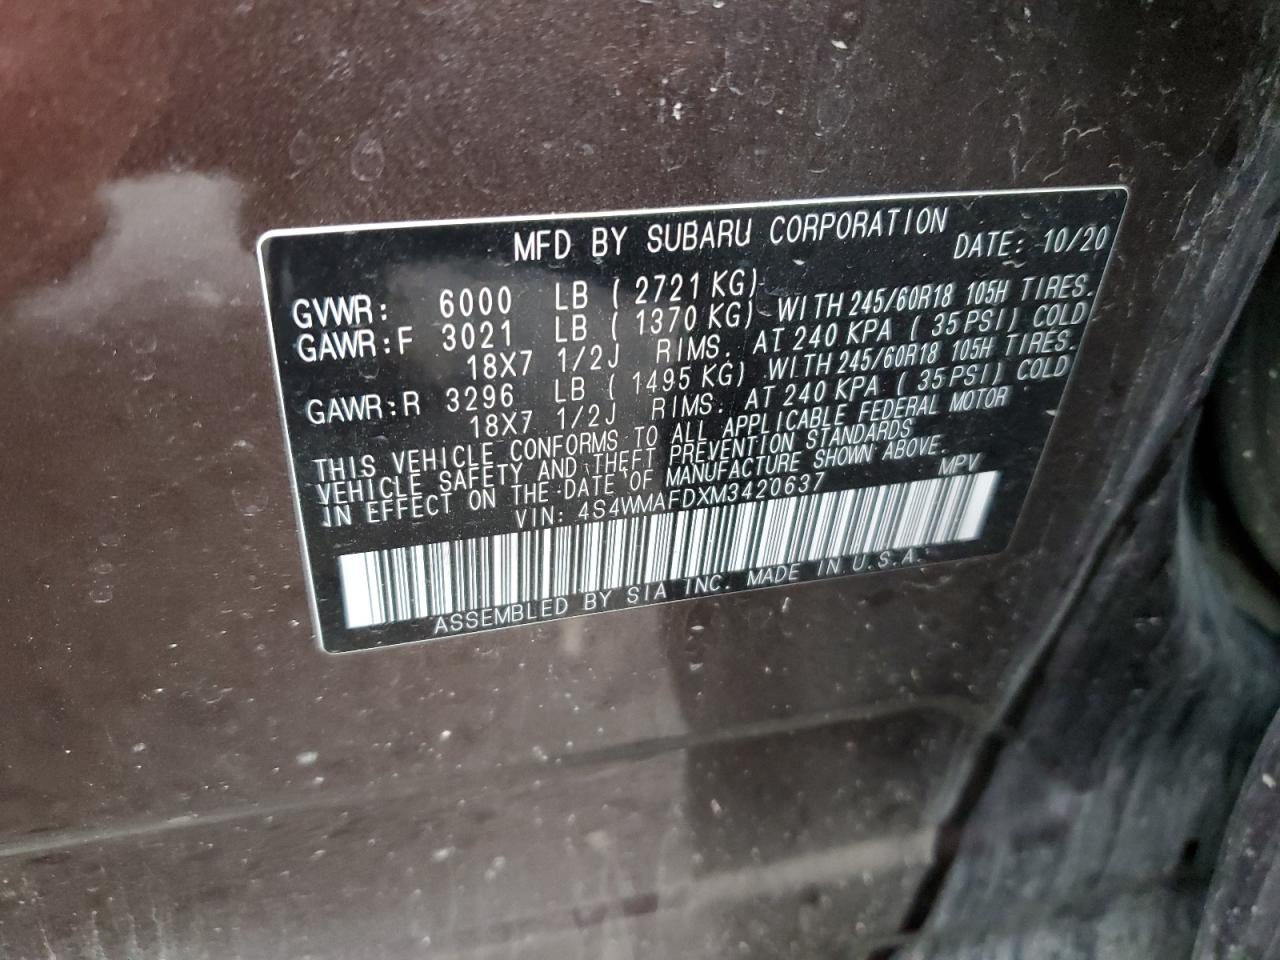 MFD BY SUBARU CORPORATION DATE: 10/20
GVWR: 6000 LB ( 2721 KG)
GAWR:F 3021 LB ( 1370 KG) WITH 245/60R18 105H TIRES.
18X7 1/2J RIMS. AT 240 KPA ( 35 PSI) COLD
GAWR:R 3296 LB ( 1495 KG) WITH 245/60R18 105H TIRES.
18X7 1/2J RIMS. AT 240 KPA ( 35 PSI) COLD
THIS VEHICLE CONFORMS TO ALL APPLICABLE FEDERAL MOTOR
VEHICLE SAFETY AND THEFT PREVENTION STANDARDS
IN EFFECT ON THE DATE OF MANUFACTURE SHOWN ABOVE.
VIN: 4S4WMAFDXM3420637 MPV
ASSEMBLED BY SIA INC. MADE IN U.S.A.